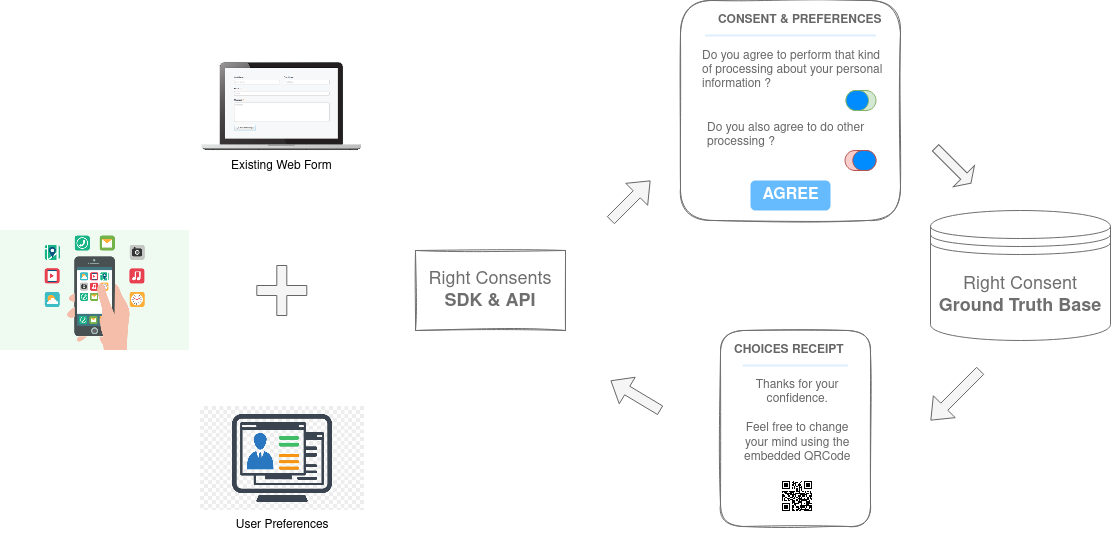 Existing Web Form
User Preferences
Right Consents
SDK & API
CONSENT & PREFERENCES
Do you agree to perform that kind
of processing about your personal
information ?
Do you also agree to do other
processing ?
AGREE
Right Consent
Ground Truth Base
CHOICES RECEIPT
Thanks for your
confidence.
Feel free to change
your mind using the
embedded QRCode